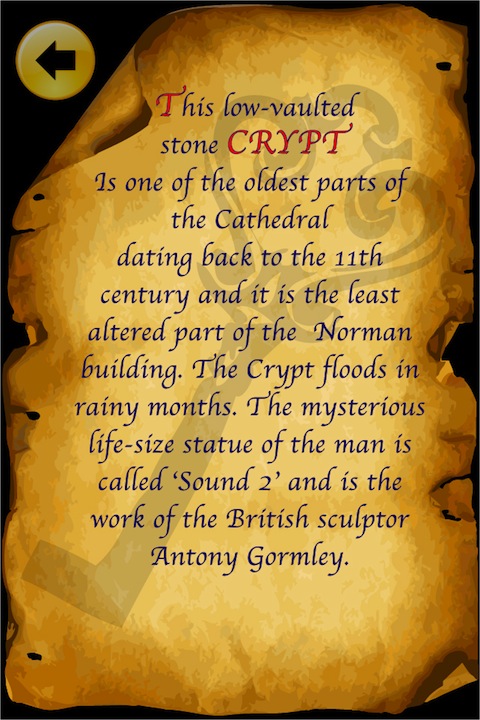 This low-vaulted
stone CRYPT
Is one of the oldest parts of
the Cathedral
dating back to the 11th
century and it is the least
altered part of the  Norman
building. The Crypt floods in
rainy months. The mysterious
life-size statue of the man is
called ‘Sound 2’ and is the
work of the British sculptor
Antony Gormley.